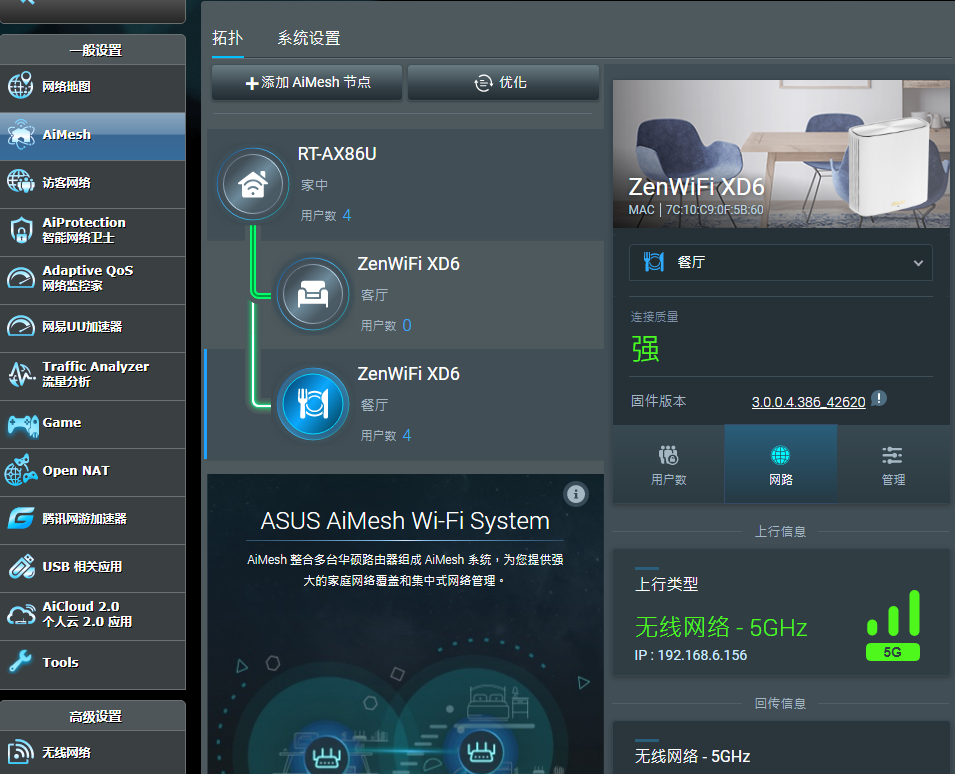 一般设置
网络地图
AiMesh
访客网络
AiProtection
智能网络卫士
Adaptive QoS
网络监控家
网易UU加速器
Traffic Analyzer
流量分析
Game
Open NAT
腾讯网游加速器
USB 相关应用
AiCloud 2.0
个人云 2.0 应用
Tools
高级设置
无线网络
拓扑
系统设置
添加 AiMesh 节点
优化
RT-AX86U
家中
用户数 4
ZenWiFi XD6
客厅
用户数 0
ZenWiFi XD6
餐厅
用户数 4
ASUS AiMesh Wi-Fi System
AiMesh 整合多台华硕路由器组成 AiMesh 系统，为您提供强
大的家庭网络覆盖和集中式网络管理。
ZenWiFi XD6
MAC | 7C:10:C9:0F:5B:60
餐厅
连接质量
强
固件版本
3.0.0.4.386_42620
用户数
网路
管理
上行信息
上行类型
无线网络 - 5GHz
IP : 192.168.6.156
5G
回传信息
无线网络 - 5GHz